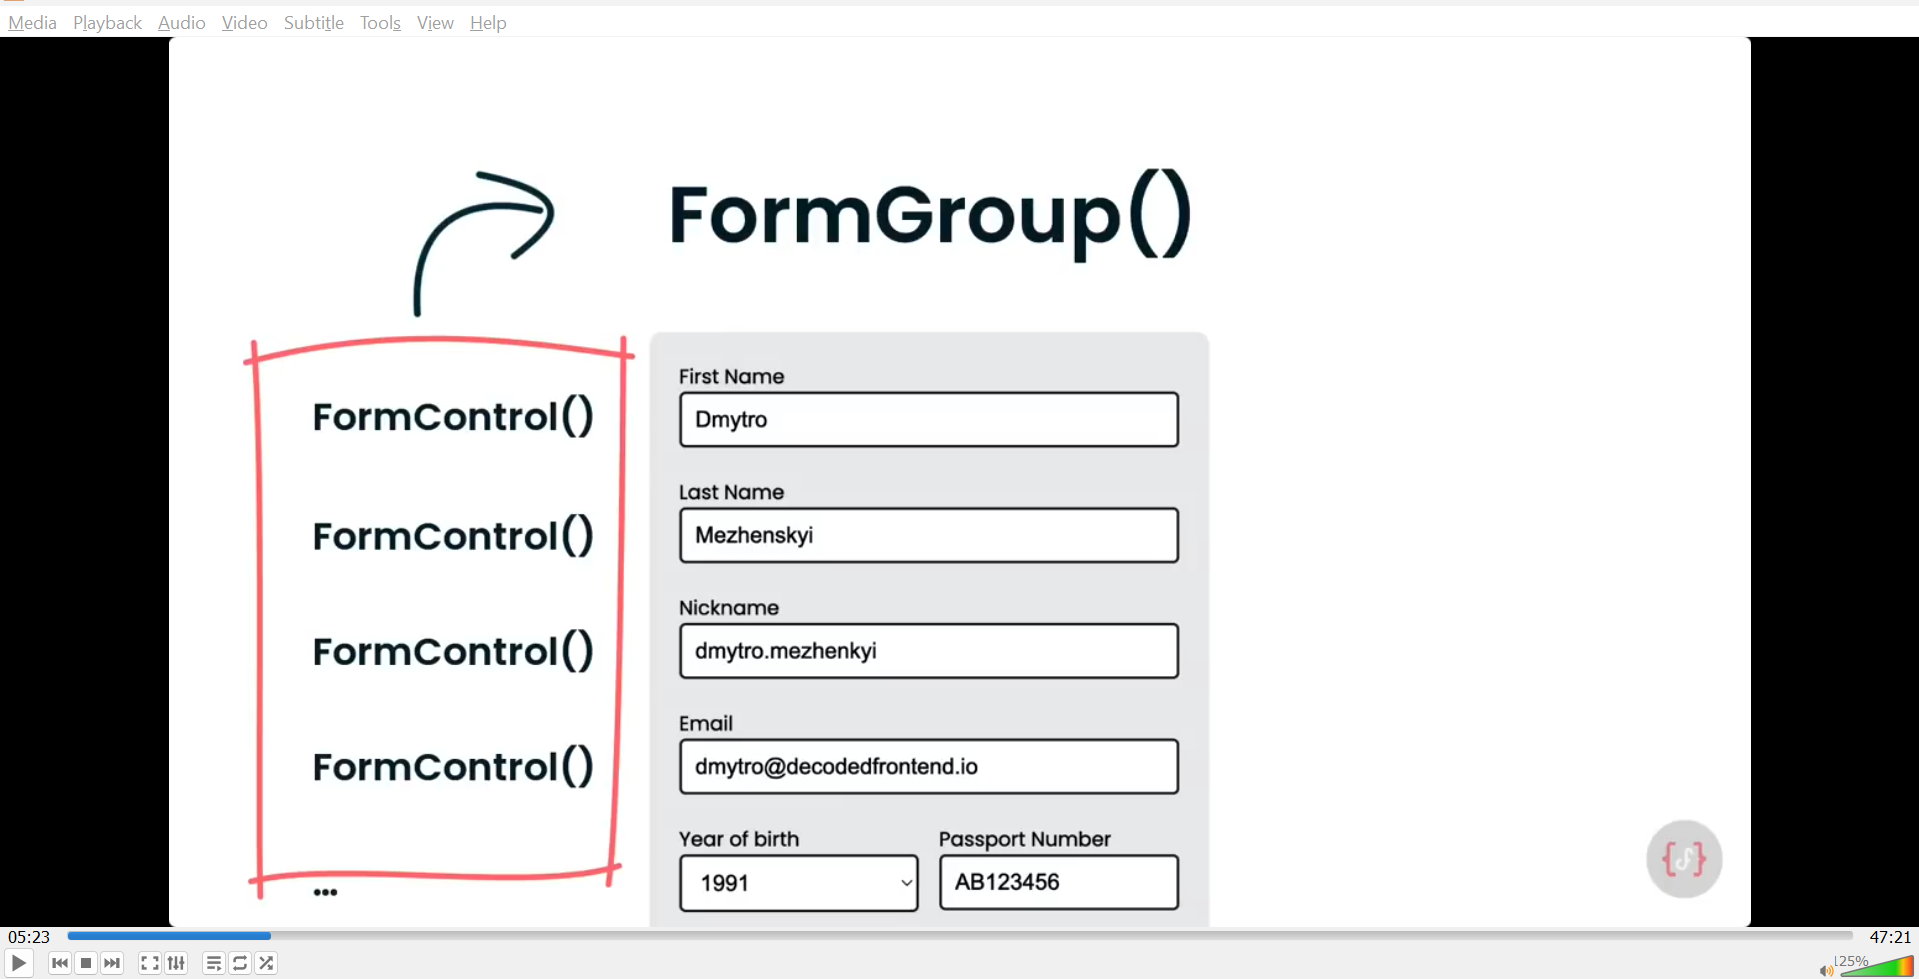 Media Playback Audio Video Subtitle Tools View Help
FormGroup()
FormControl()
FormControl()
FormControl()
FormControl()
...
First Name
Dmytro
Last Name
Mezhenskyi
Nickname
dmytro.mezhenkyi
Email
dmytro@decodedfrontend.io
Year of birth Passport Number
1991 AB123456
05:23 47:21
125%